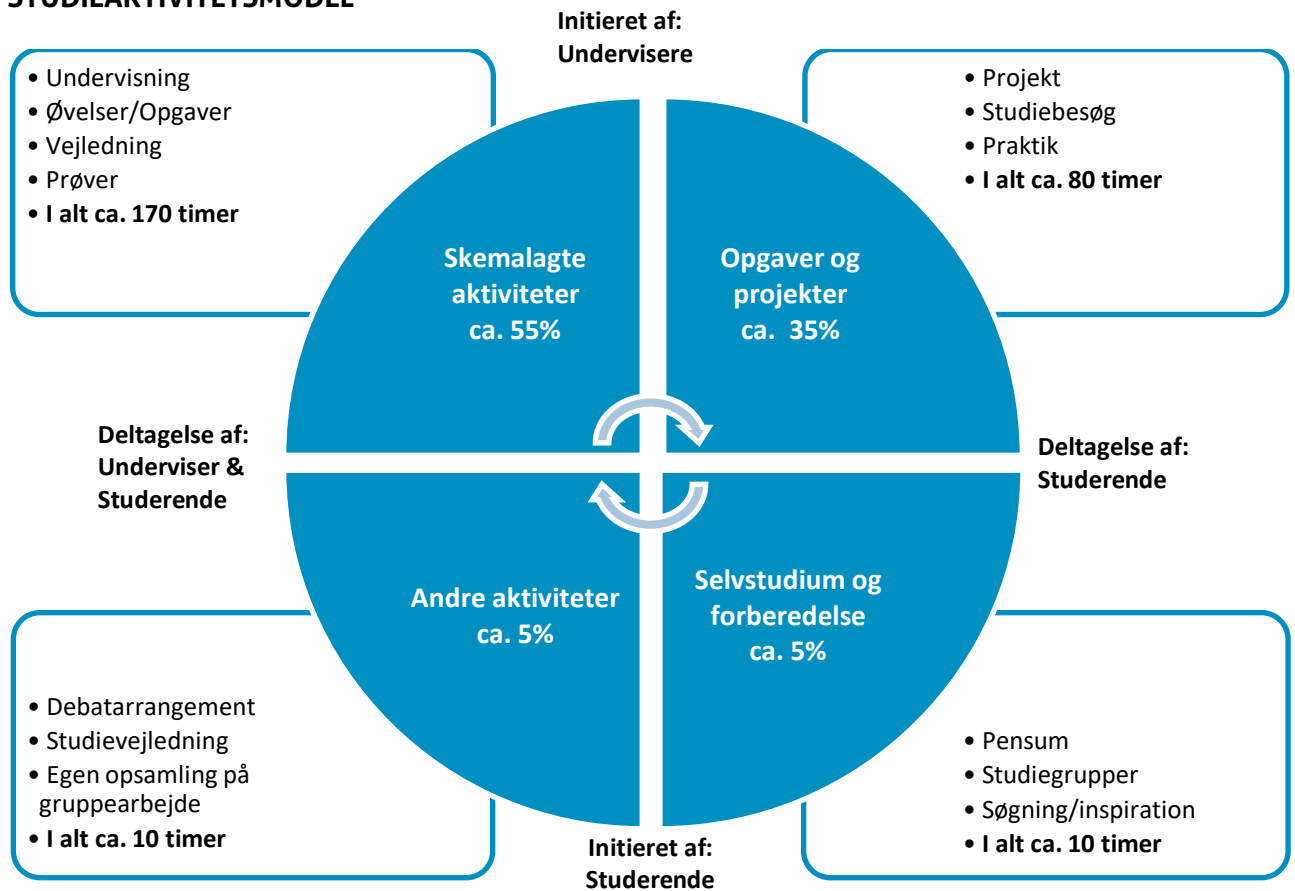 STUDIEAKTIVITETSMODEL
Initieret af:
Undervisere
• Undervisning
• Øvelser/Opgaver
• Vejledning
• Prøver
• I alt ca. 170 timer
• Projekt
• Studiebesøg
• Praktik
• I alt ca. 80 timer
Skemalagte
aktiviteter
ca. 55%
Opgaver og
projekter
ca. 35%
Deltagelse af:
Underviser &
Studerende
Deltagelse af:
Studerende
Andre aktiviteter
ca. 5%
Selvstudium og
forberedelse
ca. 5%
• Debatarrangement
• Studievejledning
• Egen opsamling på
gruppearbejde
• I alt ca. 10 timer
• Pensum
• Studiegrupper
• Søgning/inspiration
• I alt ca. 10 timer
Initieret af:
Studerende